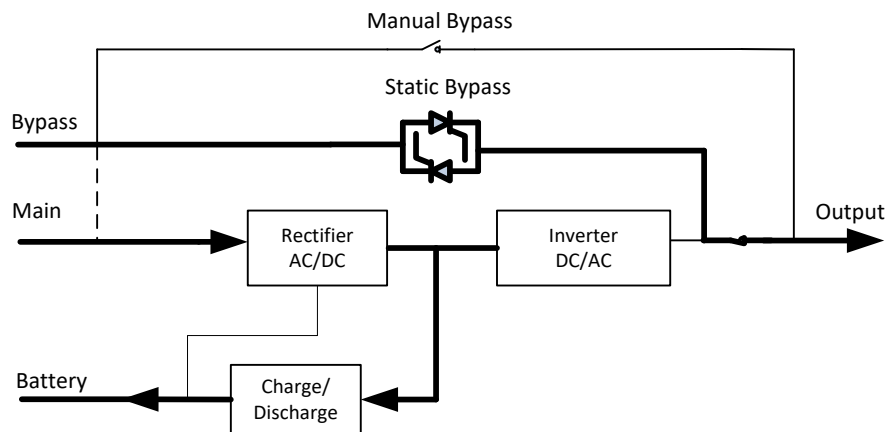 Manual Bypass
Static Bypass
Bypass
Main
Rectifier
AC/DC
Inverter
DC/AC
Output
Battery
Charge/
Discharge